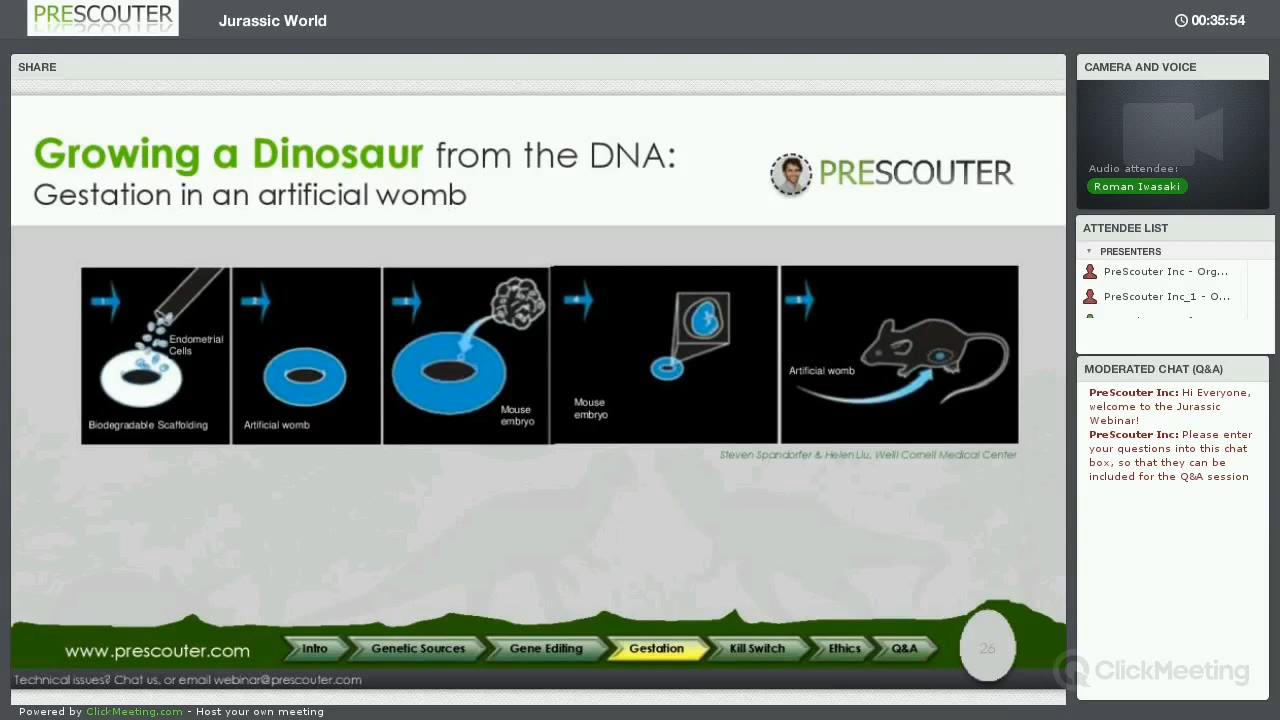 PRESCOUTER
Jurassic World
00:35:54
SHARE
Growing a Dinosaur from the DNA:
Gestation in an artificial womb
PRESCOUTER
1
Endometrial
Cells
Biodegradable Scaffolding
2
Artificial womb
Mouse
embryo
4
Mouse
embryo
Artificial womb
Steven Spandorfer & Helen Liu, Weill Cornell Medical Center
www.prescouter.com
Intro
Genetic Sources
Gene Editing
Gestation
Kill Switch
Ethics
Q&A
26
Technical issues? Chat us, or email webinar@prescouter.com
Powered by ClickMeeting.com - Host your own meeting
CAMERA AND VOICE
Audio attendee:
Roman Iwasaki
ATTENDEE LIST
PRESENTERS
PreScouter Inc - Org...
PreScouter Inc_1 - O...
MODERATED CHAT (Q&A)
PreScouter Inc: Hi Everyone,
welcome to the Jurassic
Webinar!
PreScouter Inc: Please enter
your questions into this chat
box, so that they can be
included for the Q&A session
ClickMeeting